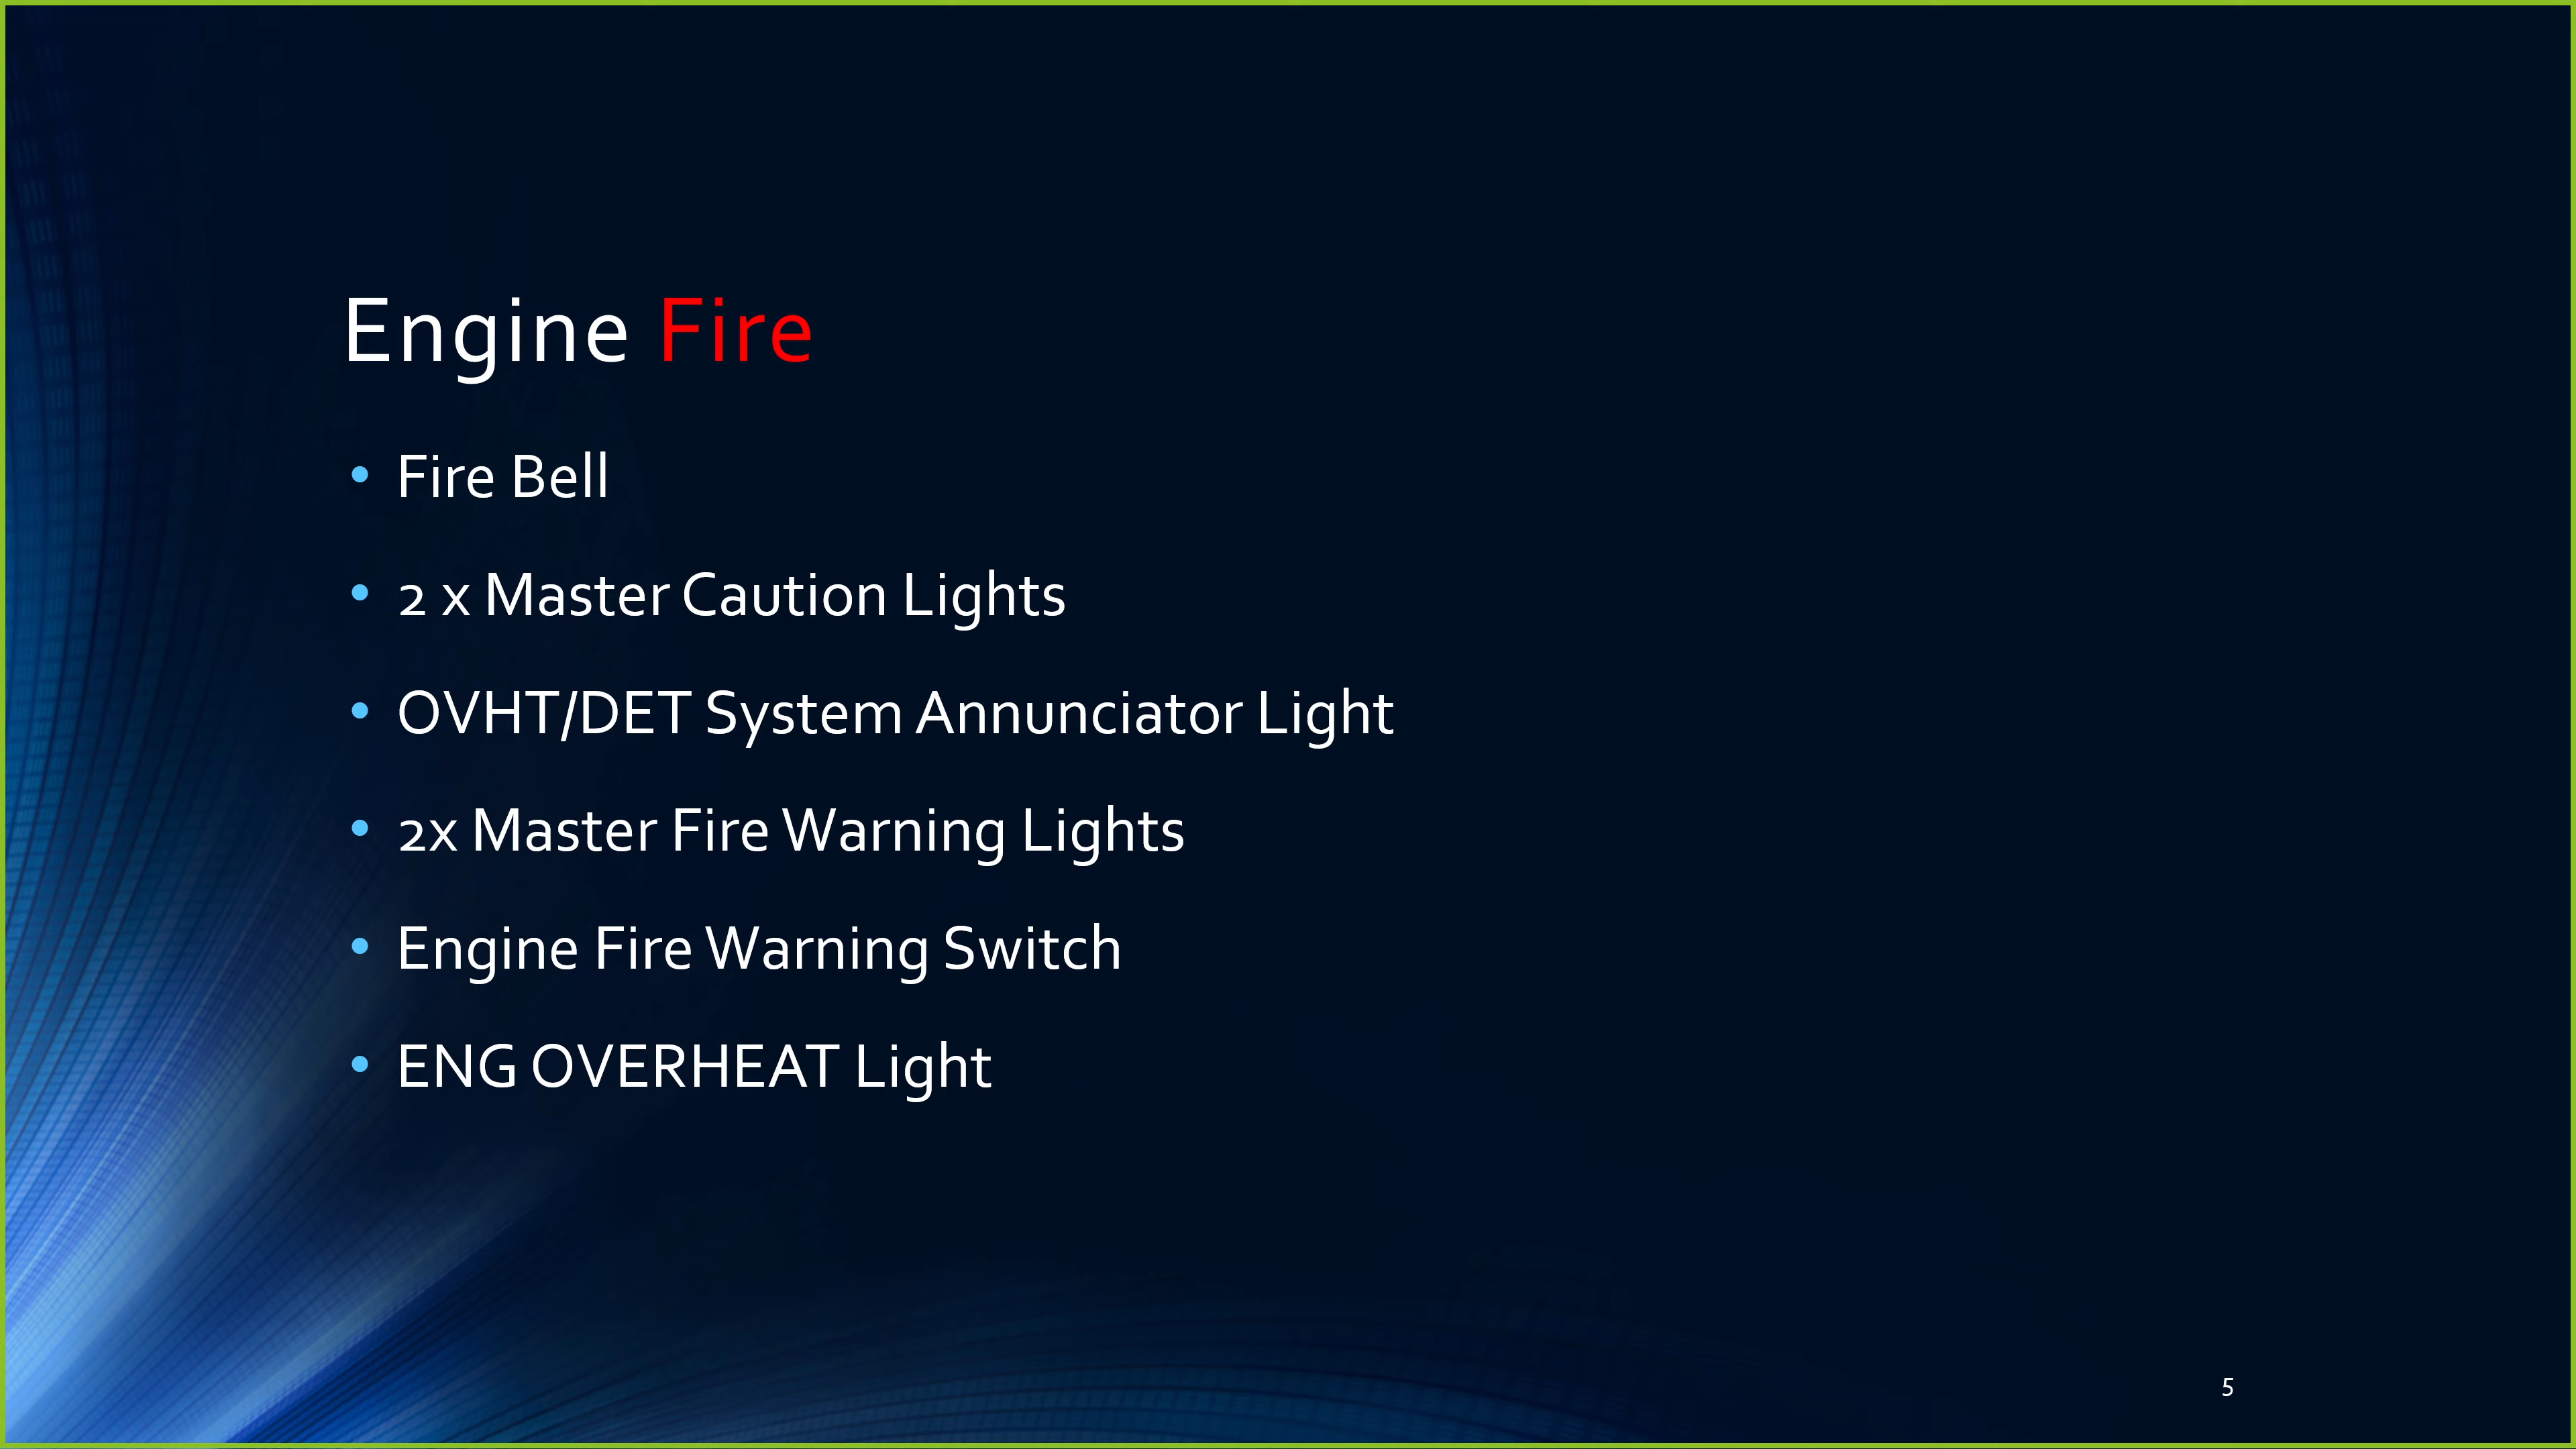 Engine Fire
• Fire Bell
• 2 x Master Caution Lights
• OVHT/DET System Annunciator Light
• 2x Master Fire Warning Lights
• Engine Fire Warning Switch
• ENG OVERHEAT Light
5